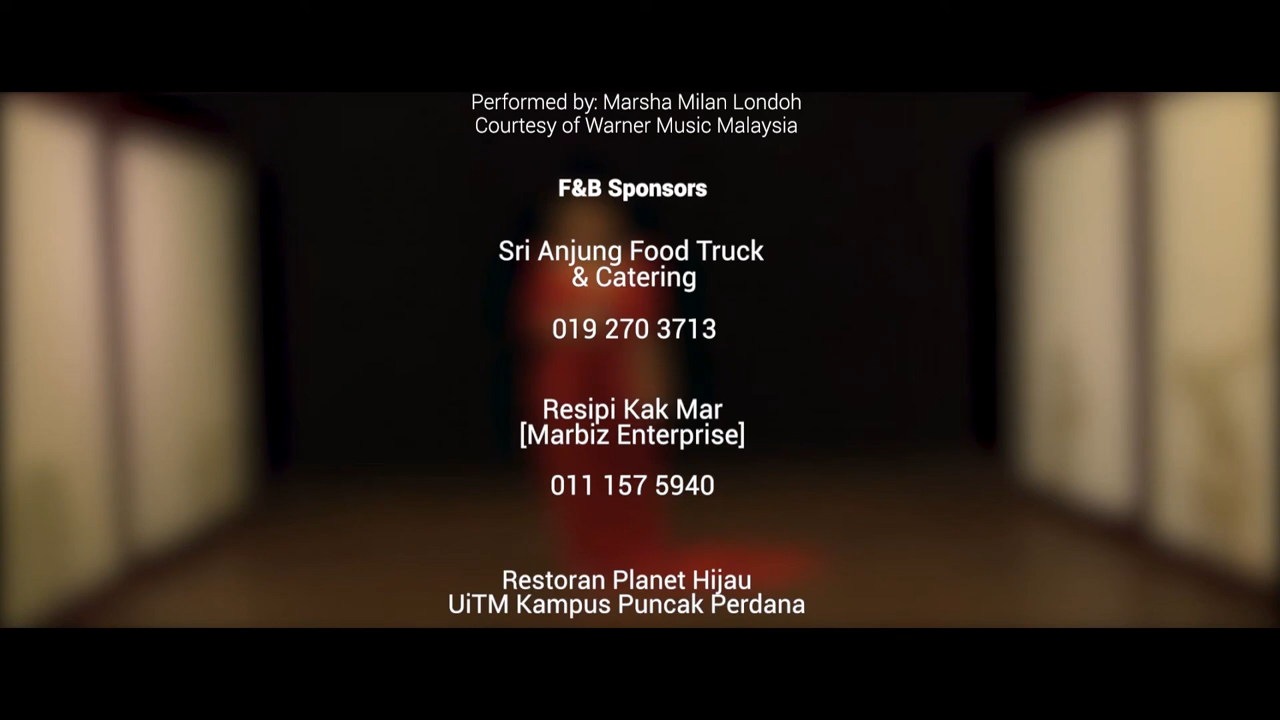 Performed by: Marsha Milan Londoh
Courtesy of Warner Music Malaysia
F&B Sponsors
Sri Anjung Food Truck
& Catering
019 270 3713
Resipi Kak Mar
[Marbiz Enterprise]
011 157 5940
Restoran Planet Hijau
UiTM Kampus Puncak Perdana